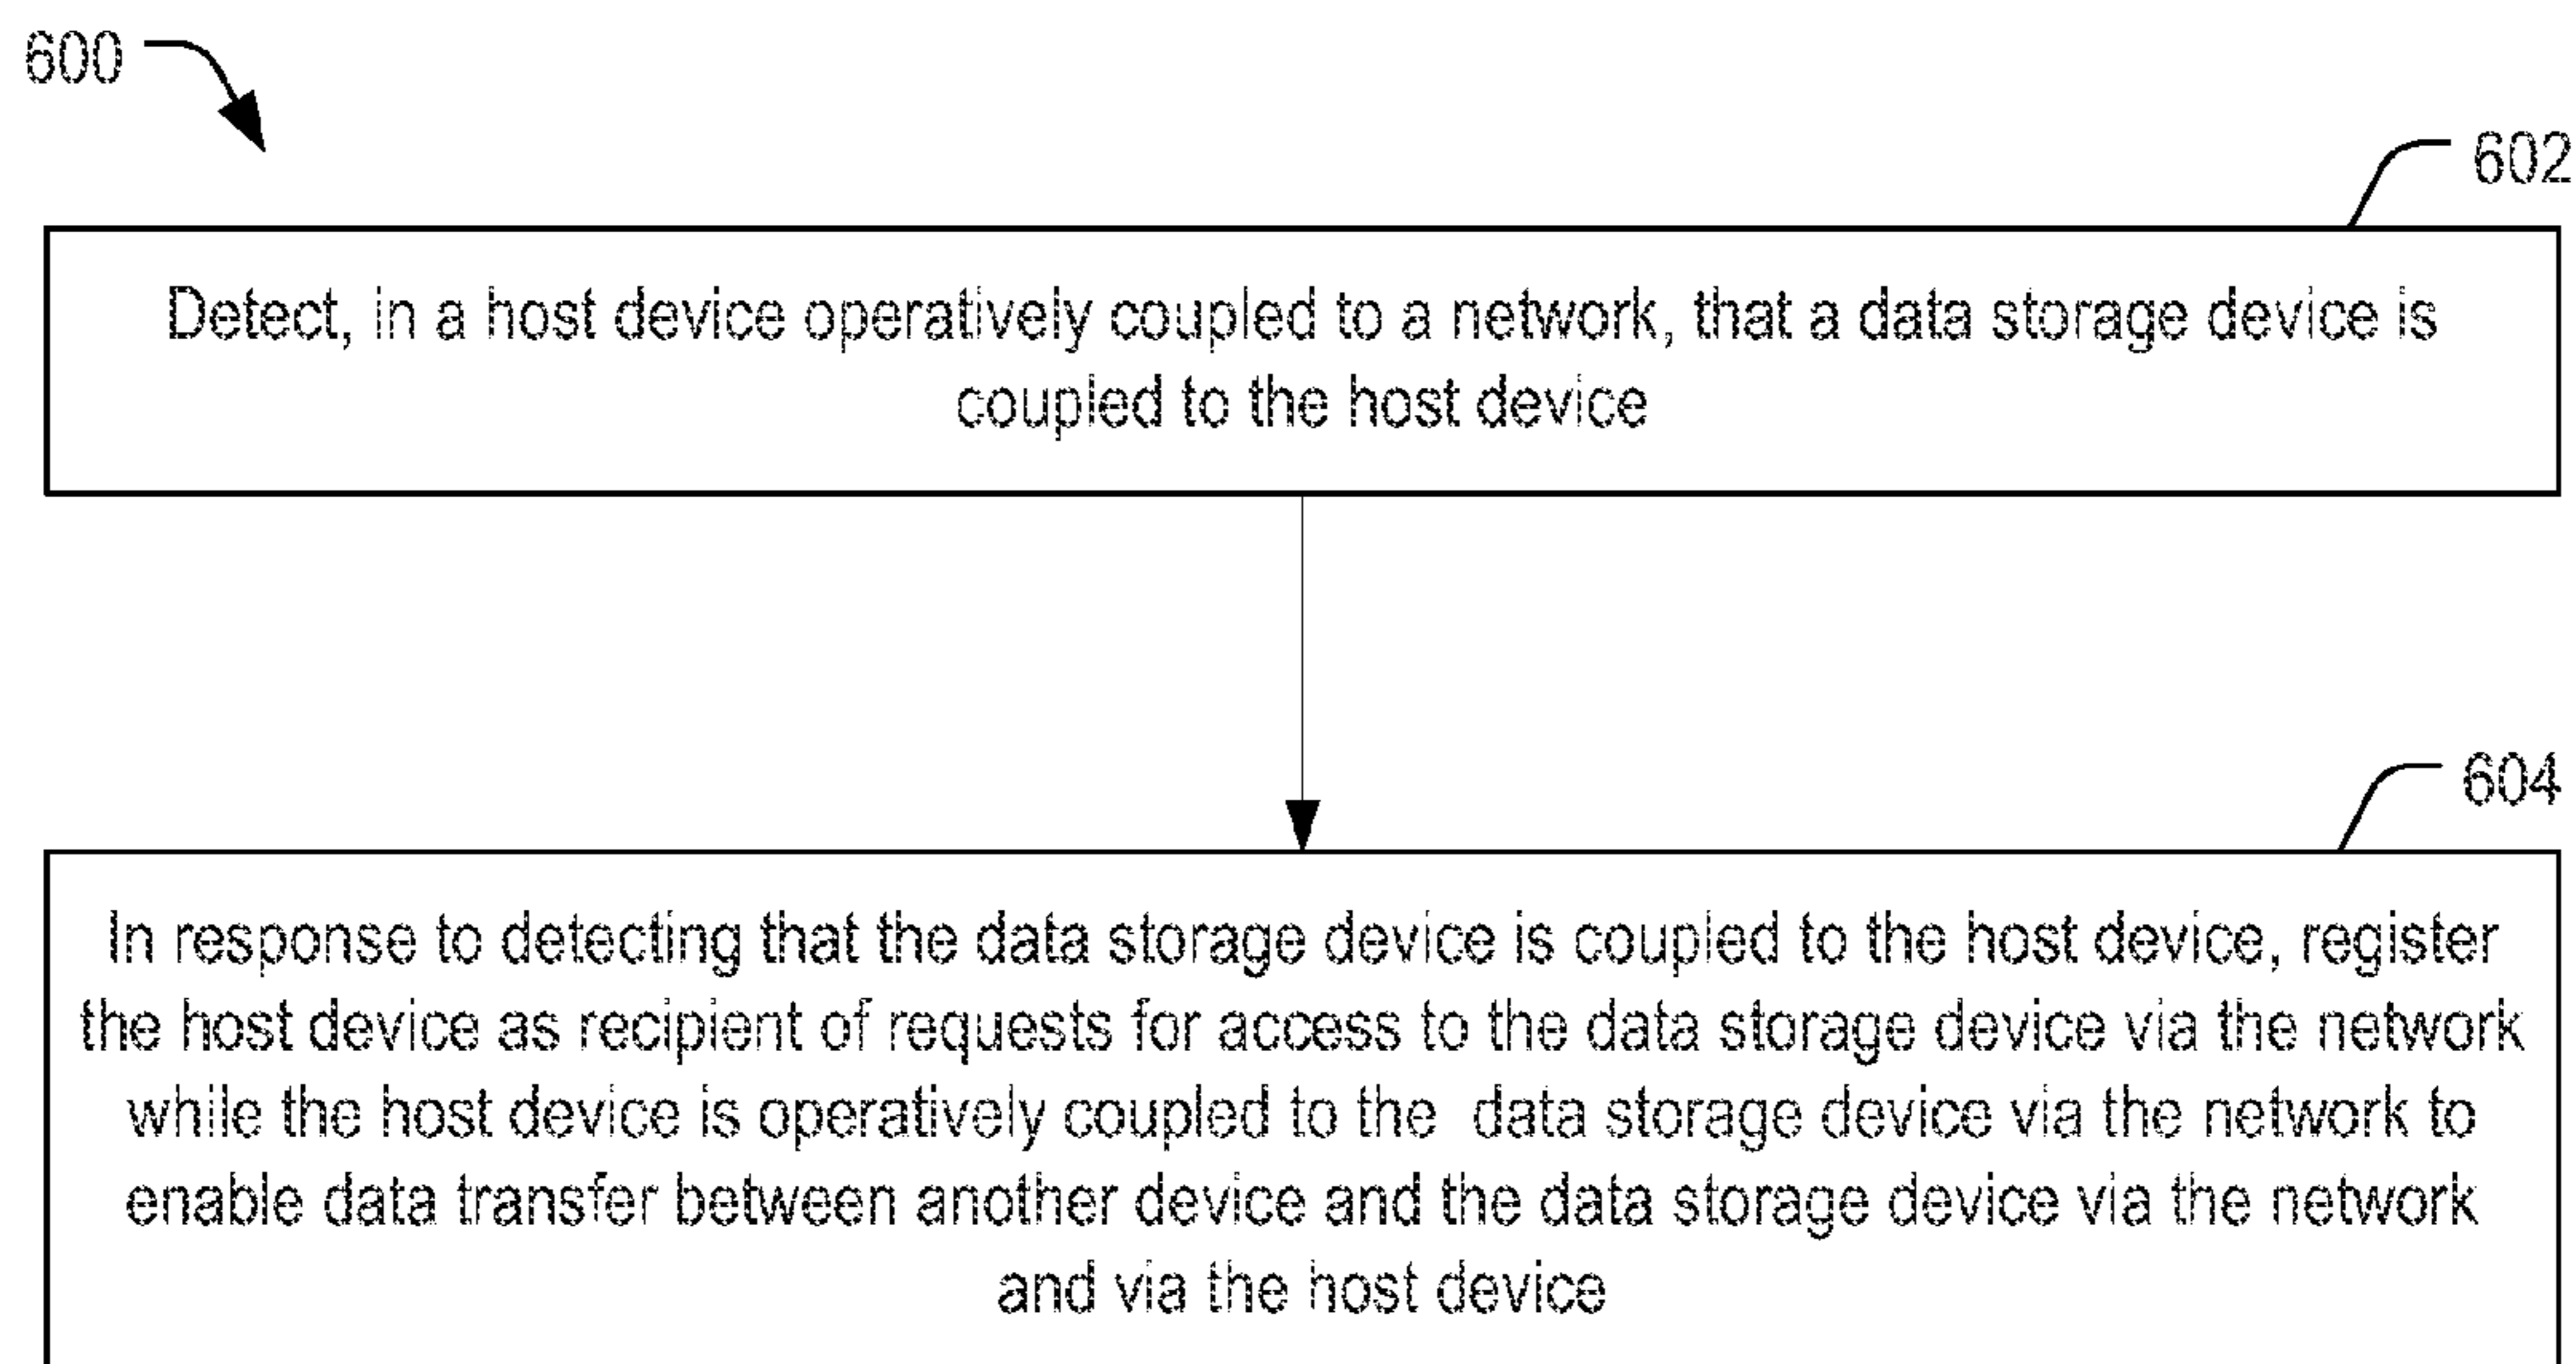 600
602
Detect, in a host device operatively coupled to a network, that a data storage device is
coupled to the host device
604
In response to detecting that the data storage device is coupled to the host device, register
the host device as recipient of requests for access to the data storage device via the network
while the host device is operatively coupled to the data storage device via the network to
enable data transfer between another device and the data storage device via the network
and via the host device